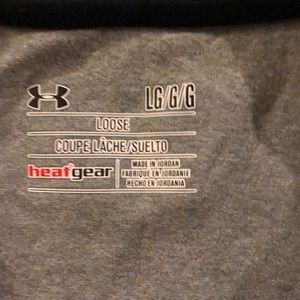 LG/G/G
LOOSE
COUPE LÂCHE/SUELTO
heatgear
MADE IN JORDAN
FABRIQUÉ EN JORDANIE
HECHO EN JORDANIA